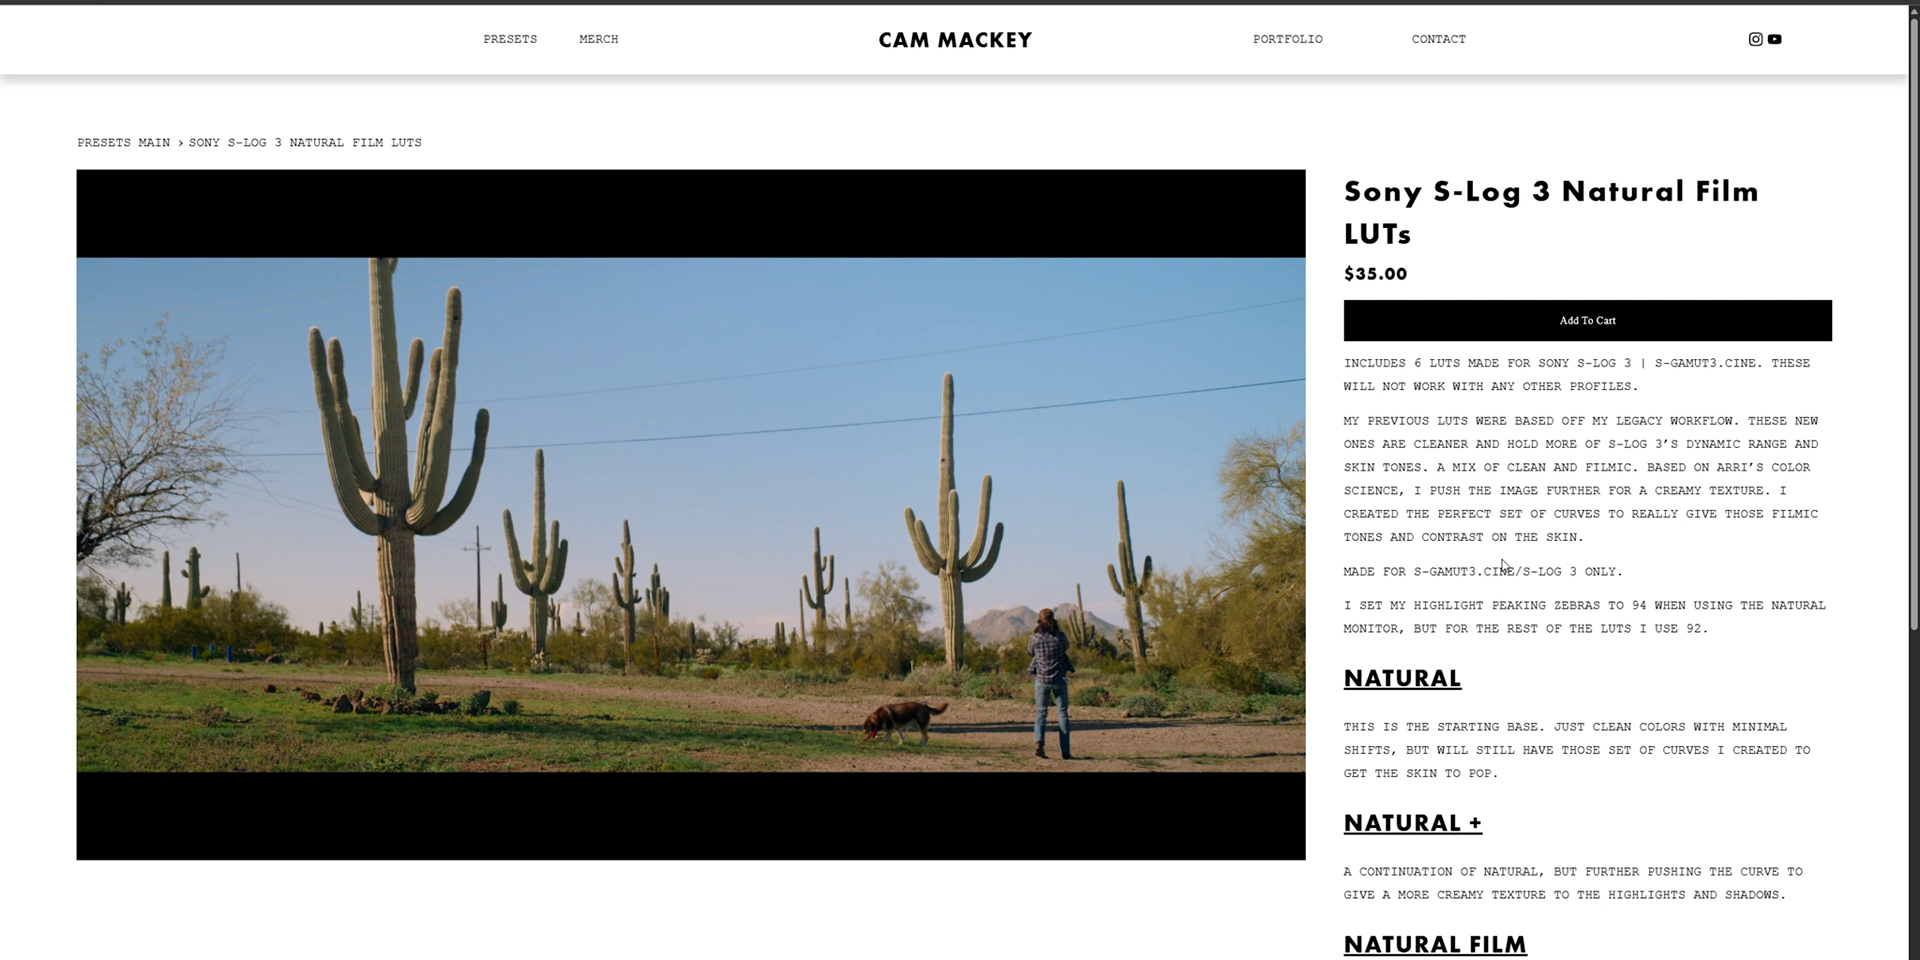 PRESETS MERCH CAM MACKEY PORTFOLIO CONTACT
PRESETS MAIN > SONY S-LOG 3 NATURAL FILM LUTS
Sony S-Log 3 Natural Film
LUTs
$35.00
Add To Cart
INCLUDES 6 LUTS MADE FOR SONY S-LOG 3 | S-GAMUT3.CINE. THESE
WILL NOT WORK WITH ANY OTHER PROFILES.
MY PREVIOUS LUTS WERE BASED OFF MY LEGACY WORKFLOW. THESE NEW
ONES ARE CLEANER AND HOLD MORE OF S-LOG 3’S DYNAMIC RANGE AND
SKIN TONES. A MIX OF CLEAN AND FILMIC. BASED ON ARRI’S COLOR
SCIENCE, I PUSH THE IMAGE FURTHER FOR A CREAMY TEXTURE. I
CREATED THE PERFECT SET OF CURVES TO REALLY GIVE THOSE FILMIC
TONES AND CONTRAST ON THE SKIN.
MADE FOR S-GAMUT3.CINE/S-LOG 3 ONLY.
I SET MY HIGHLIGHT PEAKING ZEBRAS TO 94 WHEN USING THE NATURAL
MONITOR, BUT FOR THE REST OF THE LUTS I USE 92.
NATURAL
THIS IS THE STARTING BASE. JUST CLEAN COLORS WITH MINIMAL
SHIFTS, BUT WILL STILL HAVE THOSE SET OF CURVES I CREATED TO
GET THE SKIN TO POP.
NATURAL +
A CONTINUATION OF NATURAL, BUT FURTHER PUSHING THE CURVE TO
GIVE A MORE CREAMY TEXTURE TO THE HIGHLIGHTS AND SHADOWS.
NATURAL FILM